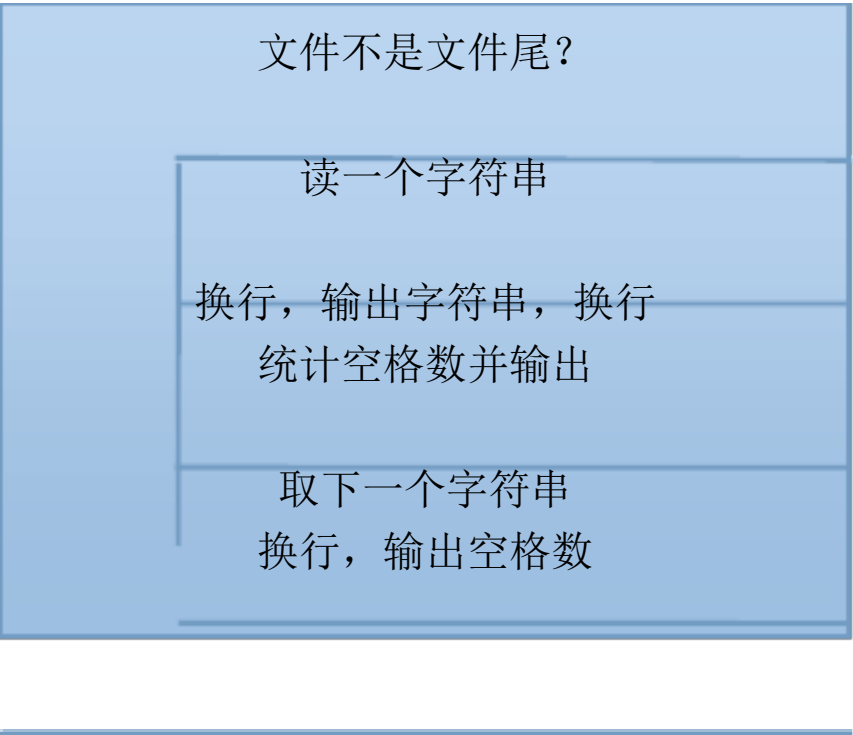 文件不是文件尾？
读一个字符串
换行，输出字符串，换行
统计空格数并输出
取下一个字符串
换行，输出空格数